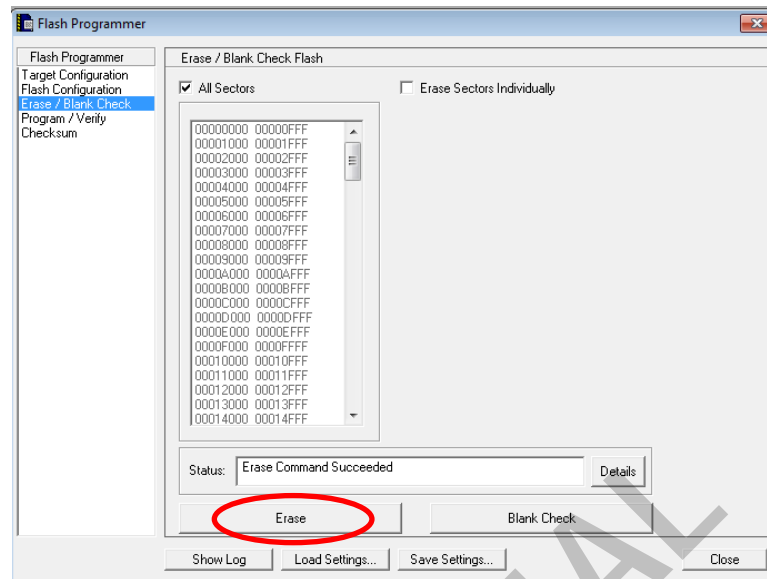 Flash Programmer
Flash Programmer
Target Configuration
Flash Configuration
Erase / Blank Check
Program / Verify
Checksum
Erase / Blank Check Flash
All Sectors
Erase Sectors Individually
00000000 00000FFF
00001000 00001FFF
00002000 00002FFF
00003000 00003FFF
00004000 00004FFF
00005000 00005FFF
00006000 00006FFF
00007000 00007FFF
00008000 00008FFF
00009000 00009FFF
0000A000 0000AFFF
0000B000 0000BFFF
0000C000 0000CFFF
0000D000 0000DFFF
0000E000 0000EFFF
0000F000 0000FFFF
00010000 00010FFF
00011000 00011FFF
00012000 00012FFF
00013000 00013FFF
00014000 00014FFF
Status: Erase Command Succeeded Details
Erase Blank Check
Show Log Load Settings... Save Settings... Close